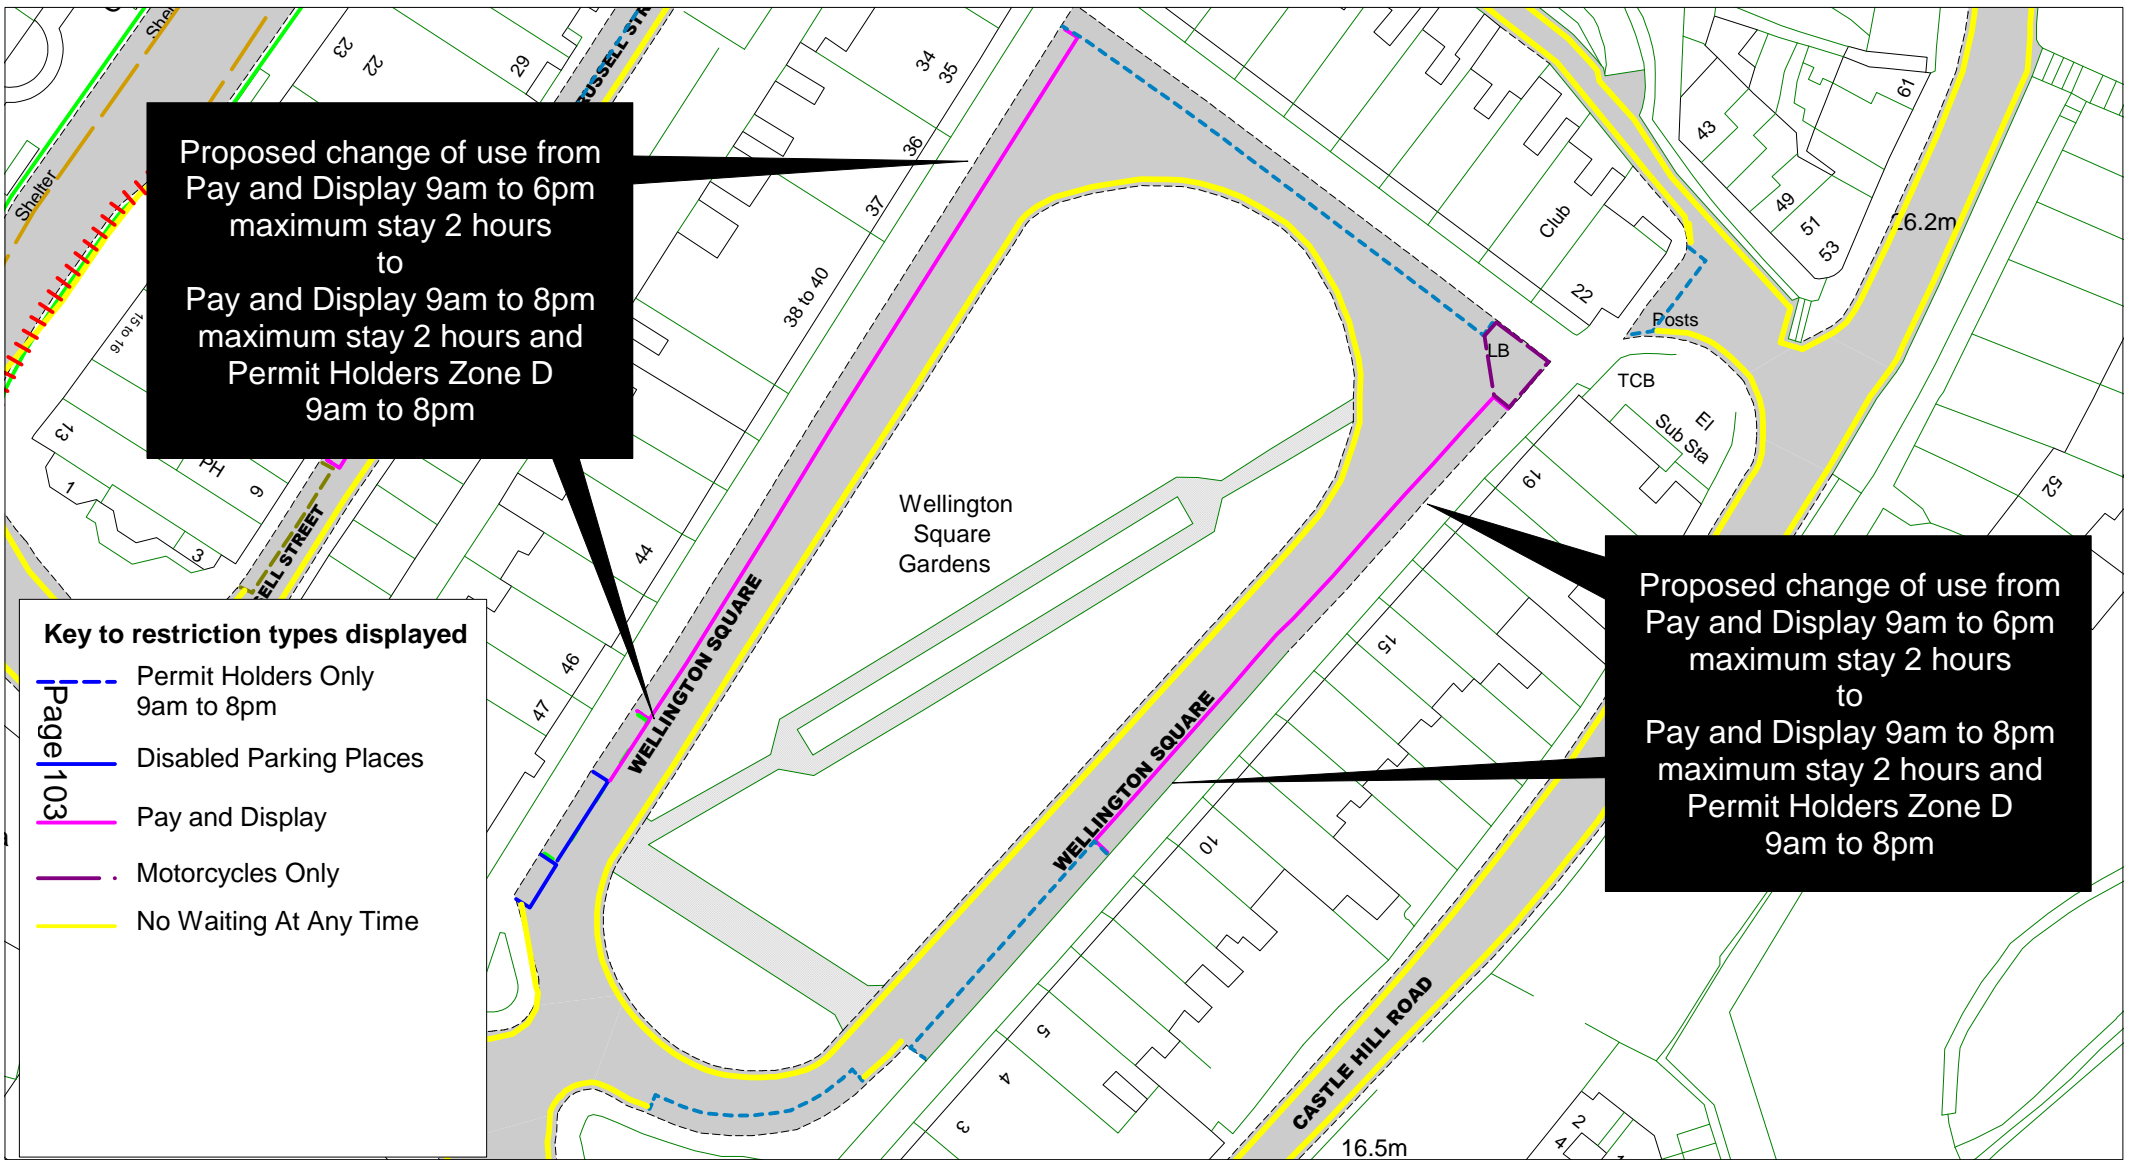 Proposed change of use from
Pay and Display 9am to 6pm
maximum stay 2 hours
to
Pay and Display 9am to 8pm
maximum stay 2 hours and
Permit Holders Zone D
9am to 8pm
Proposed change of use from
Pay and Display 9am to 6pm
maximum stay 2 hours
to
Pay and Display 9am to 8pm
maximum stay 2 hours and
Permit Holders Zone D
9am to 8pm
Key to restriction types displayed
Permit Holders Only
9am to 8pm
Disabled Parking Places
Pay and Display
Motorcycles Only
No Waiting At Any Time
Page 103
Wellington
Square
Gardens
WELLINGTON SQUARE
WELLINGTON SQUARE
CASTLE HILL ROAD
RUSSELL STR
SELL STREET
Shelter
23
22
29
34
35
36
37
38 to 40
44
46
47
15 to 16
13
PH
1
3
Club
22
Posts
LB
TCB
El
Sub Sta
43
49
51
53
61
26.2m
52
19
15
10
5
4
3
2
4
16.5m